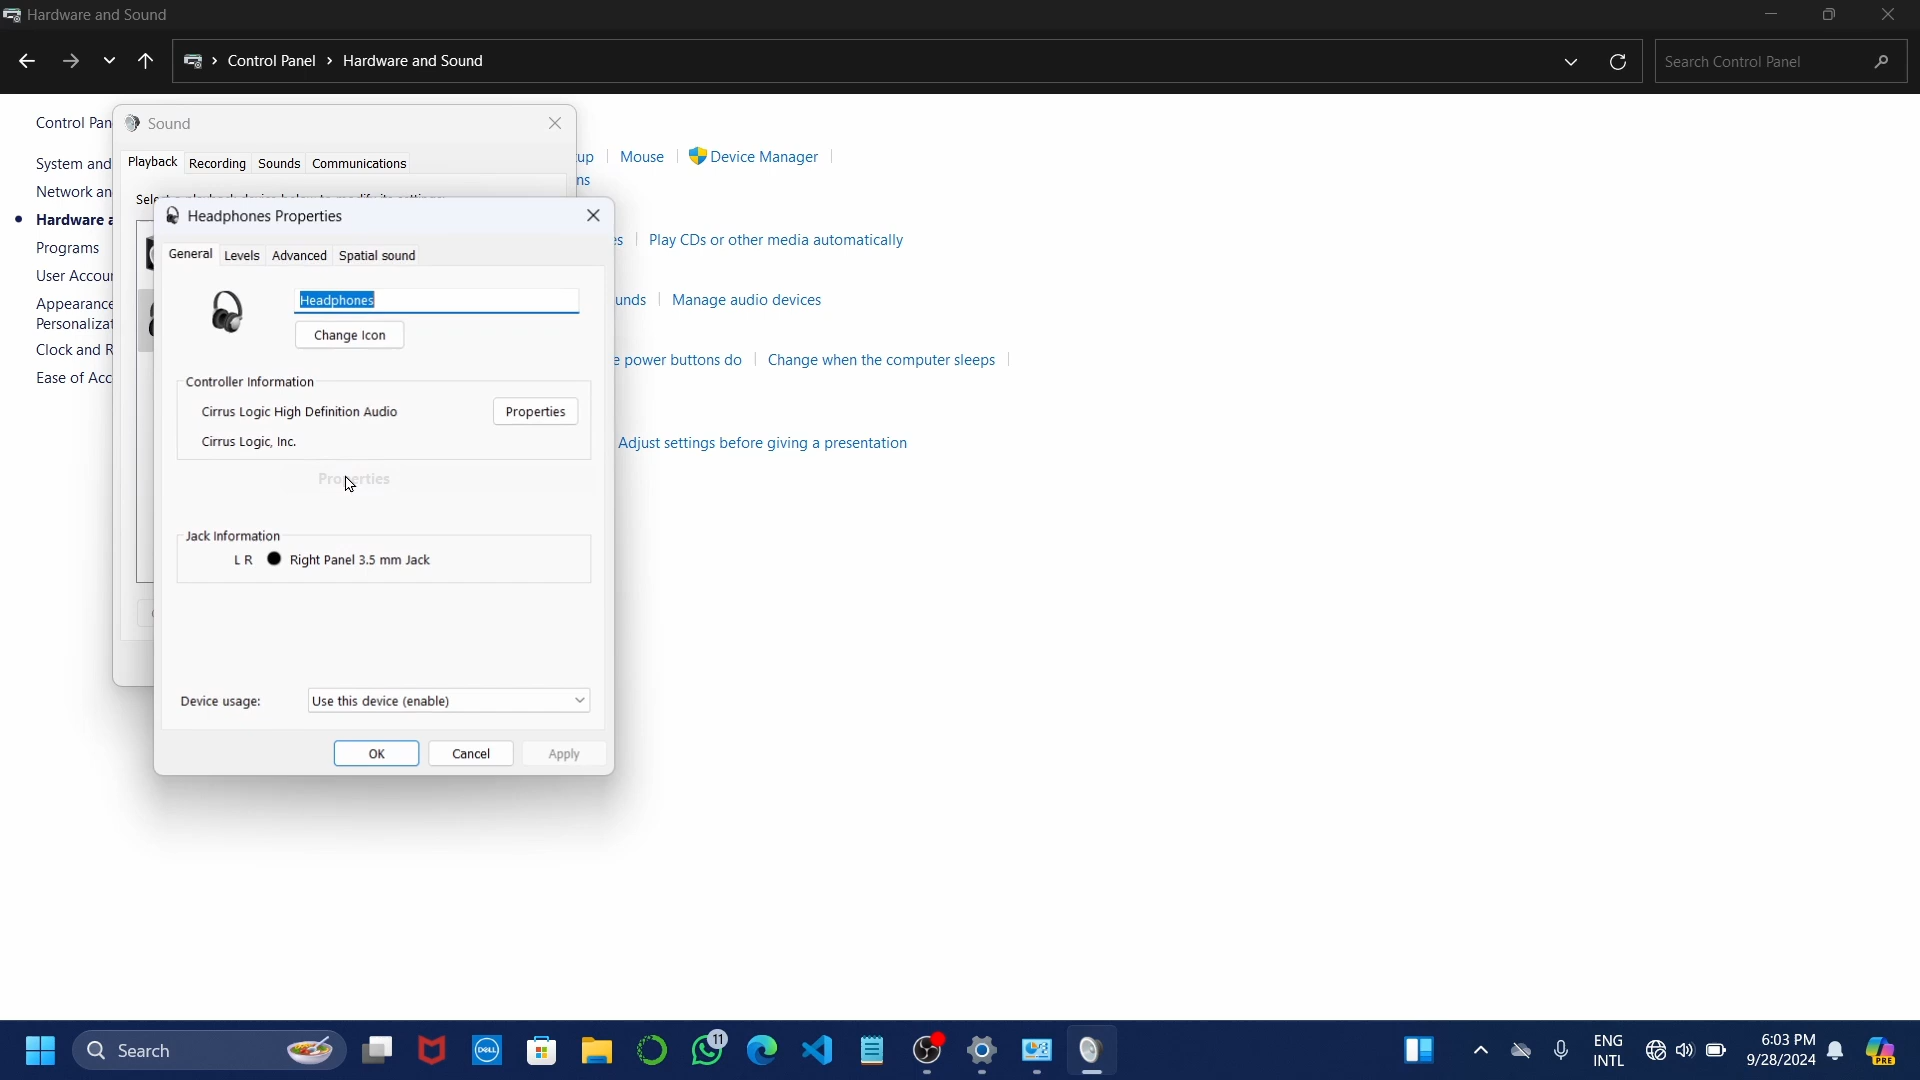 Hardware and Sound
Control Panel > Hardware and Sound
Search Control Panel
Control Pan
System and
Network an
Hardware a
Programs
User Accou
Appearance
Personalizat
Clock and R
Ease of Acc
Sound
Playback Recording Sounds Communications
up | Mouse | Device Manager |
ns
Play CDs or other media automatically
unds | Manage audio devices
e power buttons do | Change when the computer sleeps |
Adjust settings before giving a presentation
Headphones Properties
General Levels Advanced Spatial sound
Headphones
Change Icon
Controller Information
Cirrus Logic High Definition Audio
Properties
Cirrus Logic, Inc.
Properties
Jack Information
L R Right Panel 3.5 mm Jack
Device usage: Use this device (enable)
OK Cancel Apply
Search
DELL
11
ENG
INTL
6:03 PM
9/28/2024
PRE